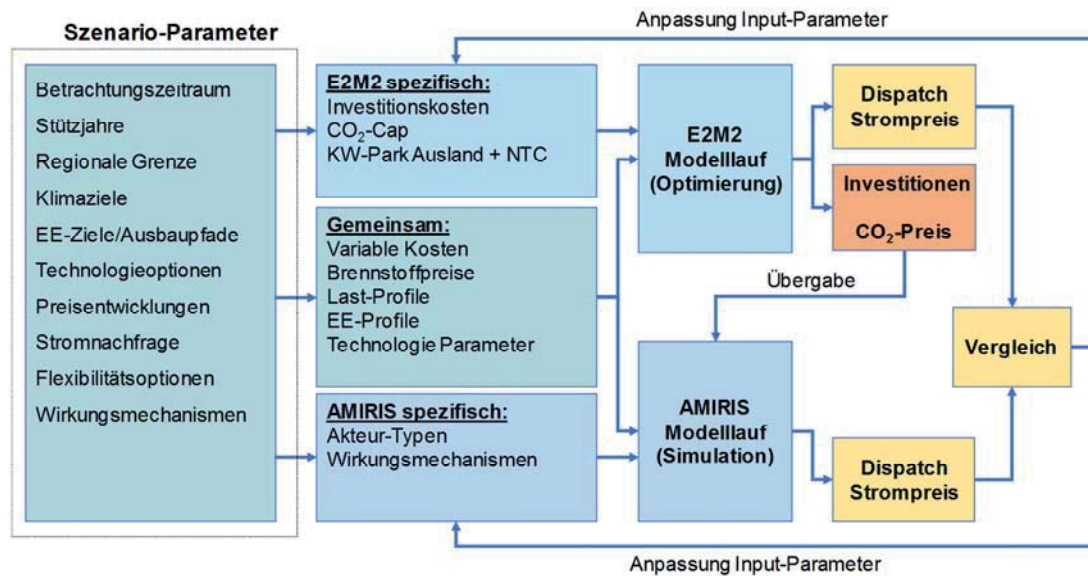 Anpassung Input-Parameter
Szenario-Parameter
Betrachtungszeitraum
Stützjahre
Regionale Grenze
Klimaziele
EE-Ziele/Ausbaupfade
Technologieoptionen
Preisentwicklungen
Stromnachfrage
Flexibilitätsoptionen
Wirkungsmechanismen
E2M2 spezifisch:
Investitionskosten
CO₂-Cap
KW-Park Ausland + NTC
Gemeinsam:
Variable Kosten
Brennstoffpreise
Last-Profile
EE-Profile
Technologie Parameter
AMIRIS spezifisch:
Akteur-Typen
Wirkungsmechanismen
E2M2
Modelllauf
(Optimierung)
Dispatch
Strompreis
Investitionen
CO₂-Preis
Übergabe
AMIRIS
Modelllauf
(Simulation)
Dispatch
Strompreis
Vergleich
Anpassung Input-Parameter